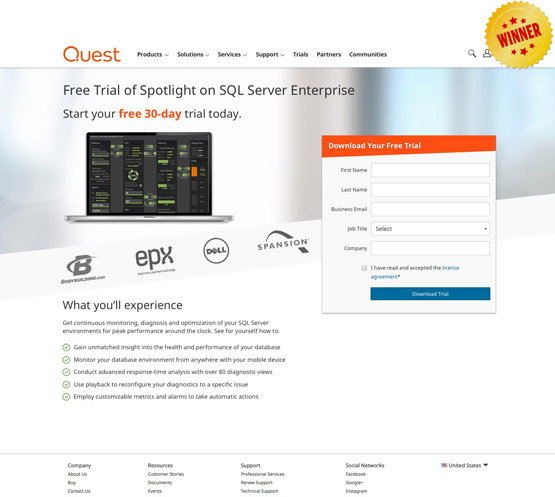 WINNER
Quest
Products Solutions Services Support Trials Partners Communities
Free Trial of Spotlight on SQL Server Enterprise
Start your free 30-day trial today.
Download Your Free Trial
First Name
Last Name
Business Email
Job Title Select
Company
I have read and accepted the license
agreement*
Download Trial
BODYBUILDING.com
epx
DELL
SPANSION
What you'll experience
Get continuous monitoring, diagnosis and optimization of your SQL Server
environments for peak performance around the clock. See for yourself how to:
Gain unmatched insight into the health and performance of your database
Monitor your database environment from anywhere with your mobile device
Conduct advanced response-time analysis with over 80 diagnostic views
Use playback to reconfigure your diagnostics to a specific issue
Employ customizable metrics and alarms to take automatic actions
Company
About Us
Buy
Contact Us
Resources
Customer Stories
Documents
Events
Support
Professional Services
Renew Support
Technical Support
Social Networks
Facebook
Google+
Instagram
United States